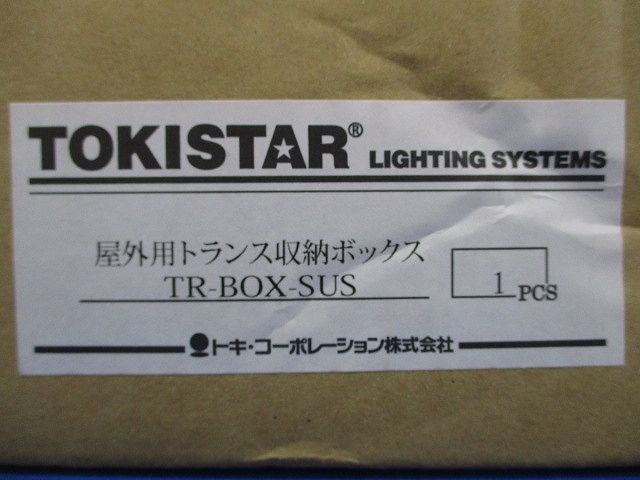 TOKISTAR® LIGHTING SYSTEMS
屋外用トランス収納ボックス
TR-BOX-SUS
1 PCS
トキ・コーポレーション株式会社